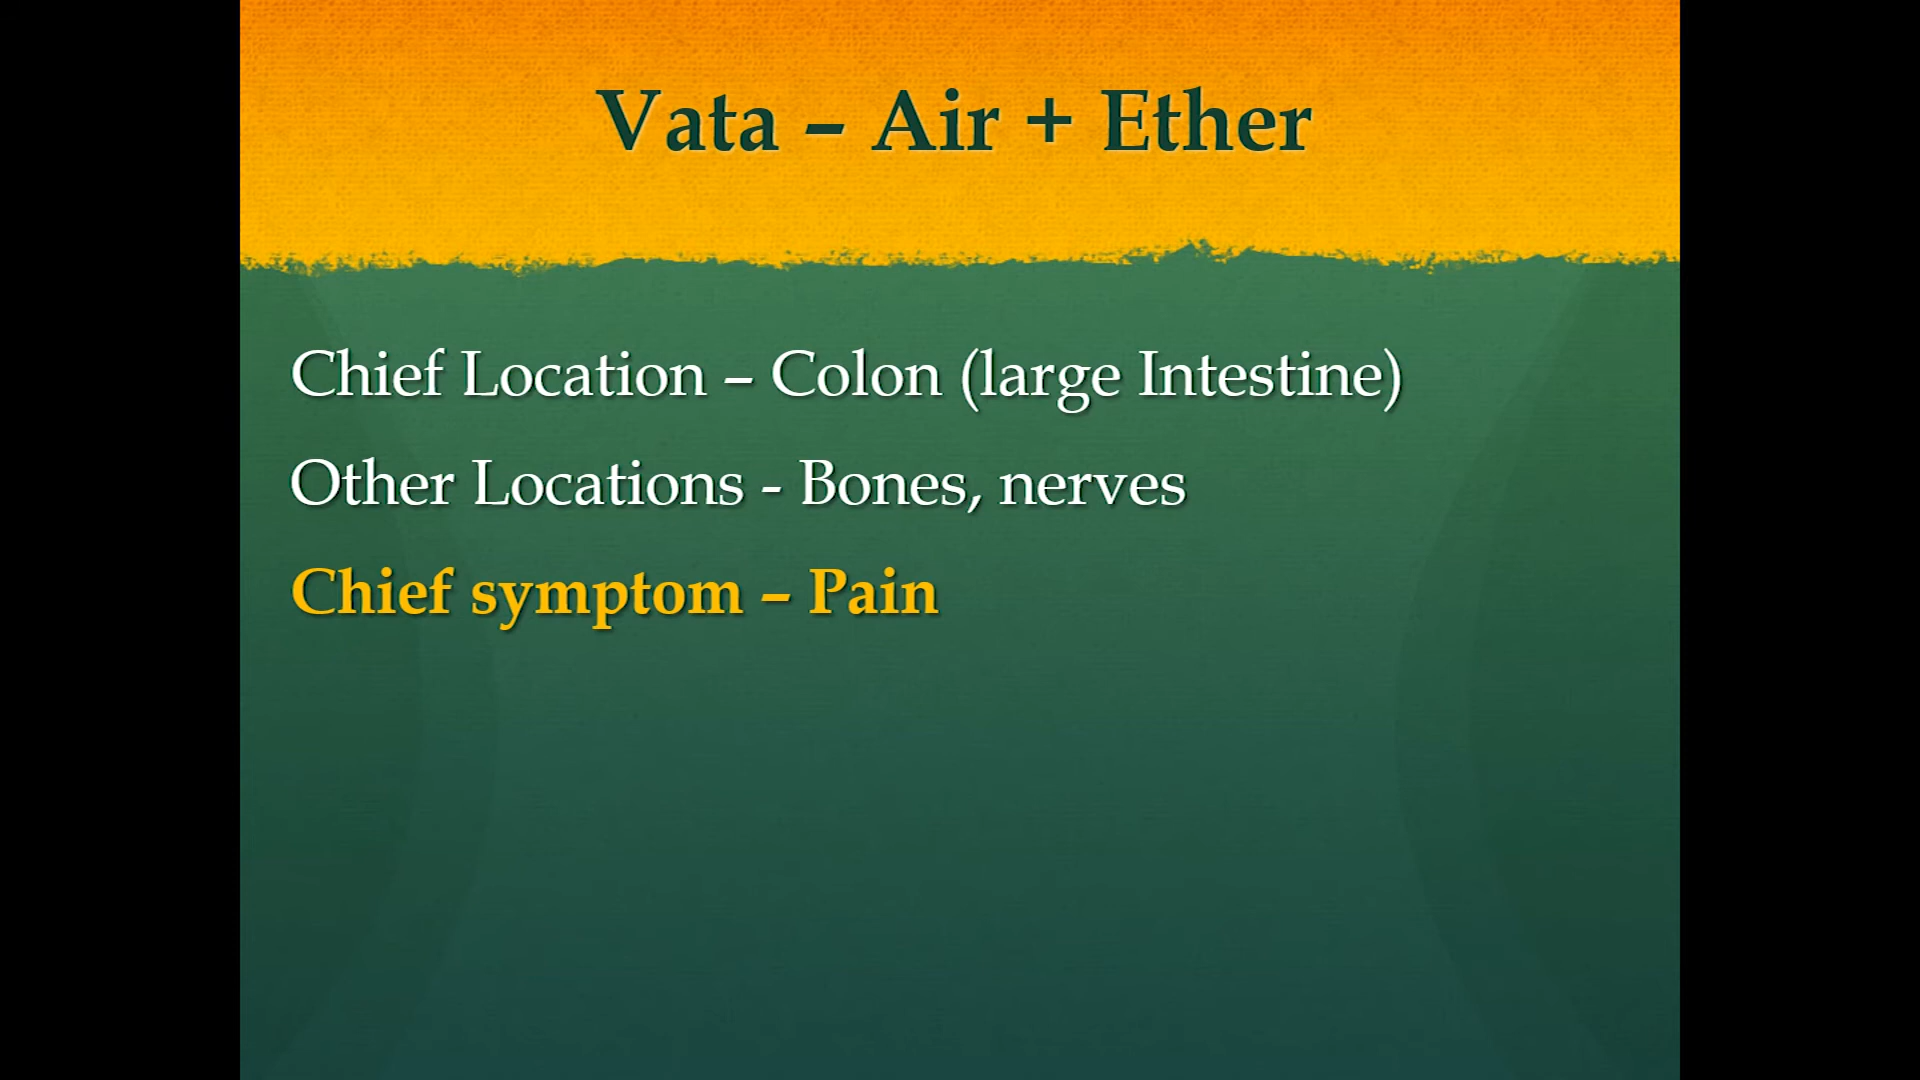 Vata – Air + Ether
Chief Location – Colon (large Intestine)
Other Locations - Bones, nerves
Chief symptom – Pain